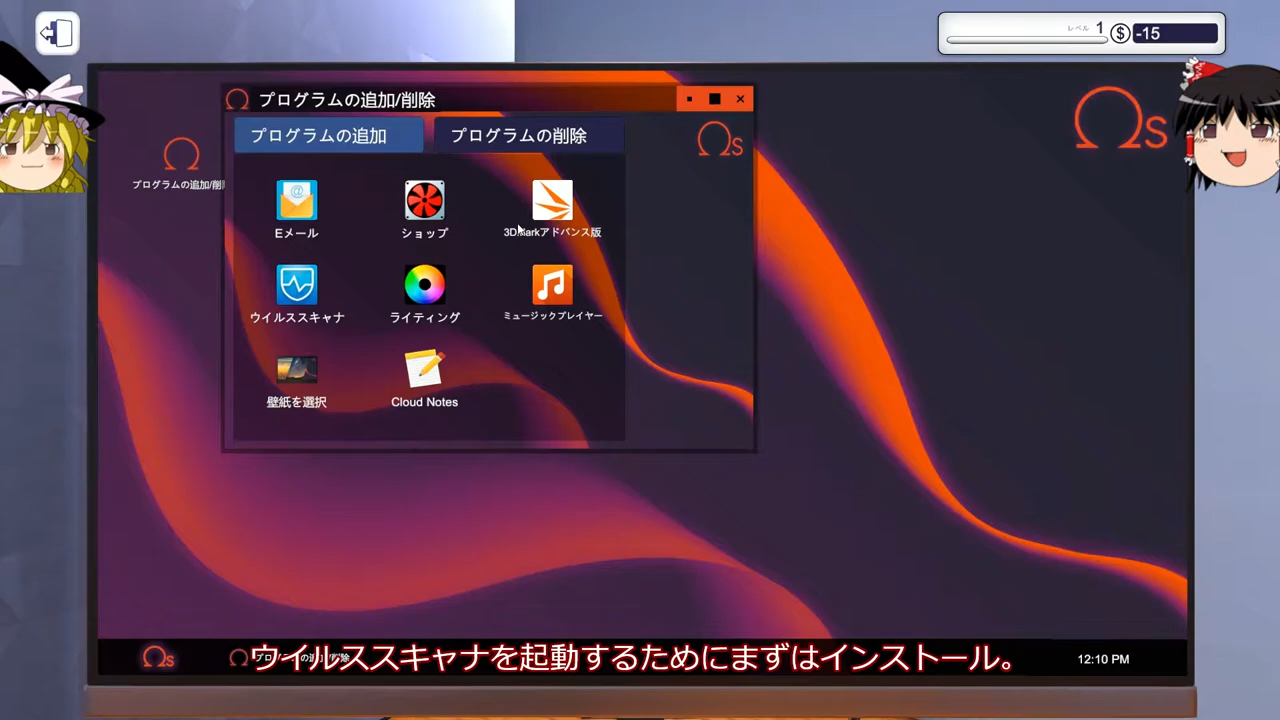 レベル 1 $ -15
プログラムの追加/削除
プログラムの追加
プログラムの削除
Ωs
Ωs
プログラムの追加/削
Eメール
ショップ
3DMarkアドバンス版
ウイルススキャナ
ライティング
ミュージックプレイヤー
壁紙を選択
Cloud Notes
Ωs
ウイルススキャナを起動するためにまずはインストール。
12:10 PM